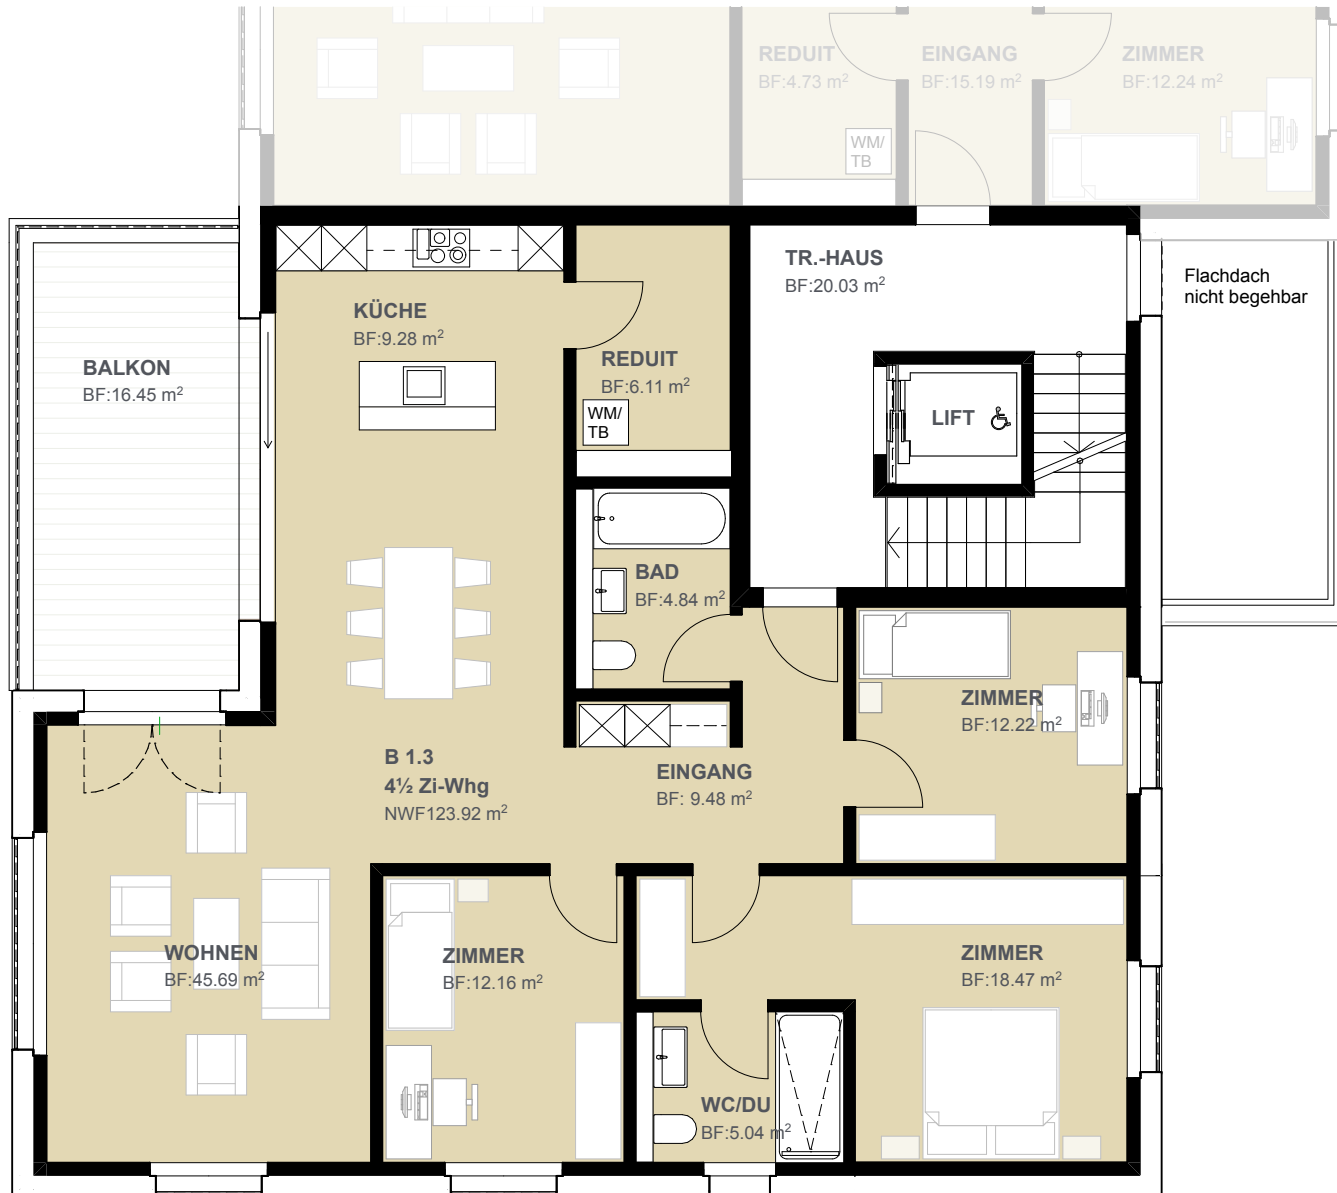 REDUIT
BF:4.73 m²
EINGANG
BF:15.19 m²
ZIMMER
BF:12.24 m²
WM/
TB
TR.-HAUS
BF:20.03 m²
Flachdach
nicht begehbar
KÜCHE
BF:9.28 m²
BALKON
BF:16.45 m²
REDUIT
BF:6.11 m²
WM/
TB
LIFT
BAD
BF:4.84 m²
ZIMMER
BF:12.22 m²
B 1.3
4½ Zi-Whg
NWF123.92 m²
EINGANG
BF: 9.48 m²
WOHNEN
BF:45.69 m²
ZIMMER
BF:12.16 m²
ZIMMER
BF:18.47 m²
WC/DU
BF:5.04 m²